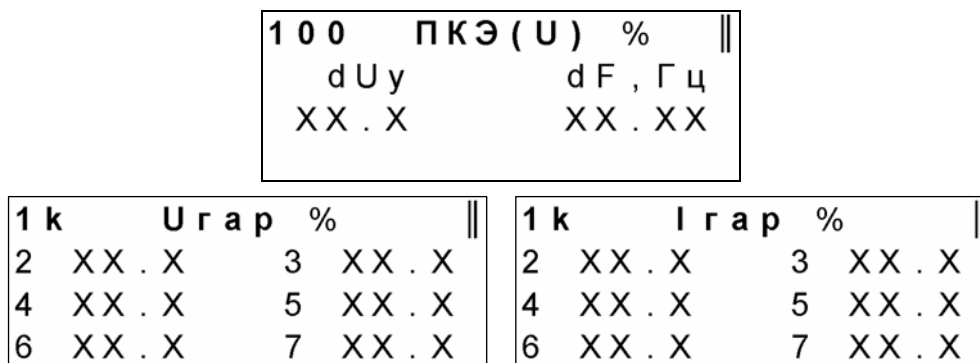 100 ПКЭ(U) % ‖
dUy dF, Гц
XX.X XX.XX
1k Uгар % ‖
2 XX.X 3 XX.X
4 XX.X 5 XX.X
6 XX.X 7 XX.X
1k Iгар % |
2 XX.X 3 XX.X
4 XX.X 5 XX.X
6 XX.X 7 XX.X